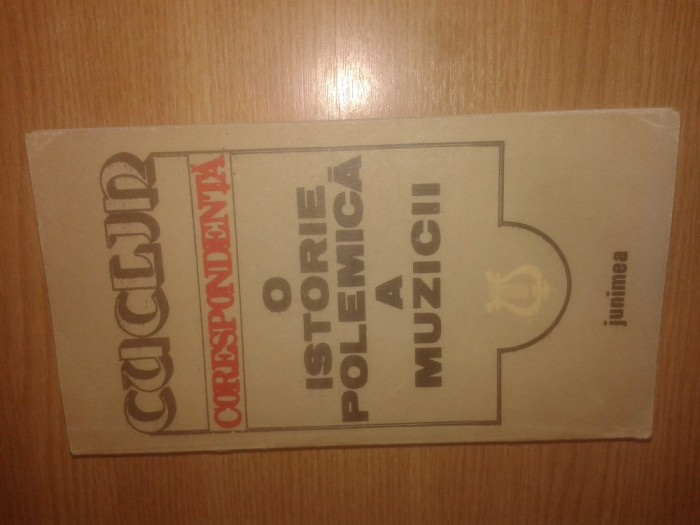 CUCLIN
CORESPONDENȚĂ
O
ISTORIE
POLEMICĂ
A
MUZICII
junimea